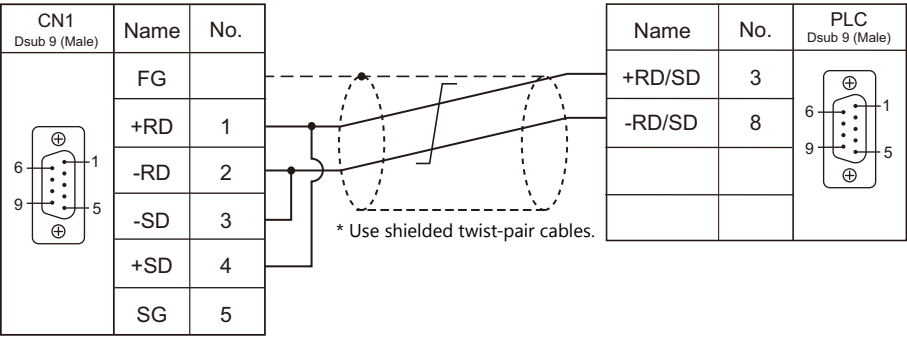 CN1
Dsub 9 (Male)
Name No.
FG
+RD 1
-RD 2
-SD 3
+SD 4
SG 5
6
1
9
5
* Use shielded twist-pair cables.
Name No.
+RD/SD 3
-RD/SD 8
PLC
Dsub 9 (Male)
6
1
9
5